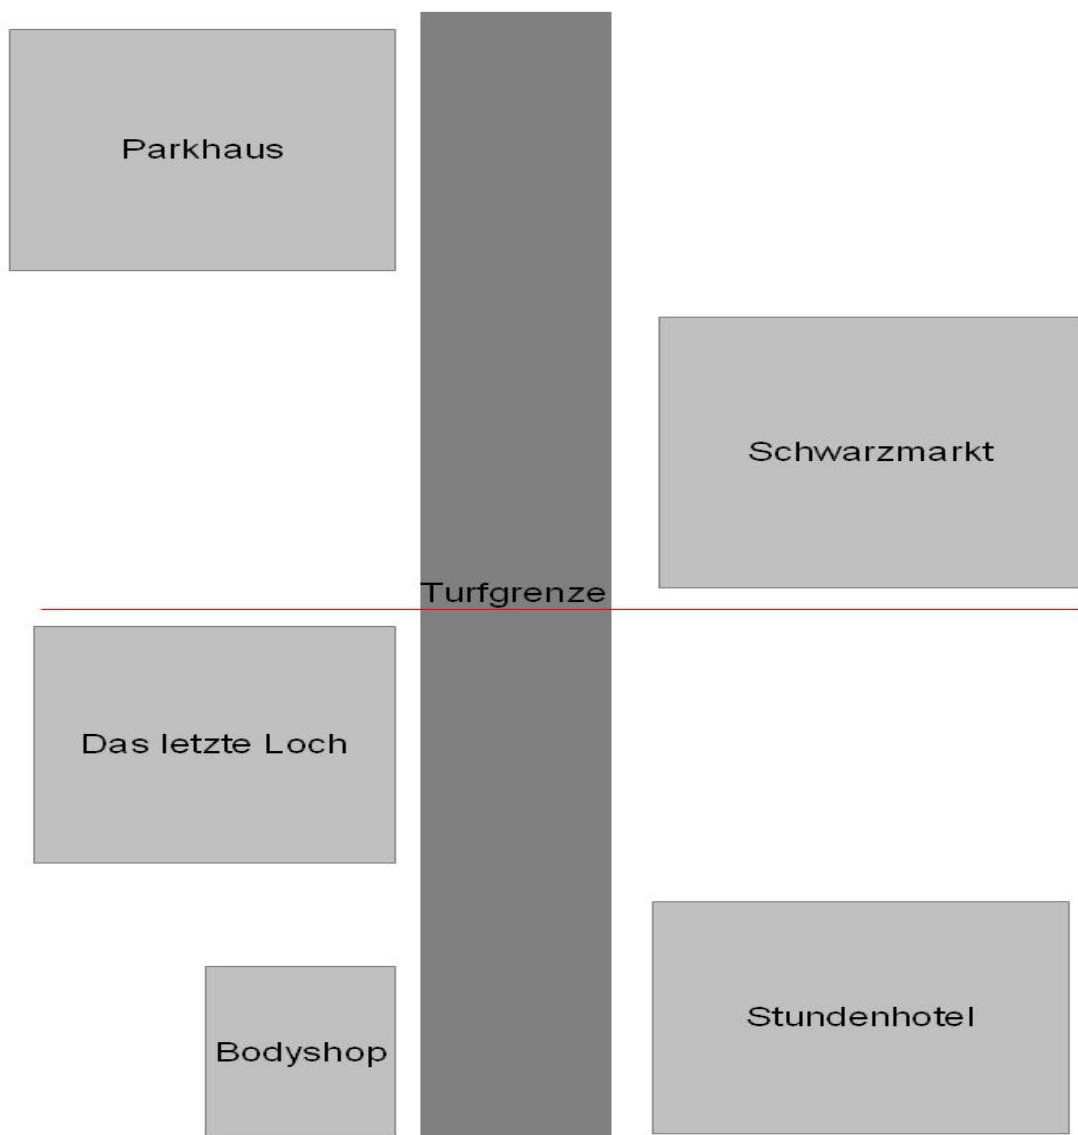 Parkhaus
Schwarzmarkt
Turfgrenze
Das letzte Loch
Stundenhotel
Bodyshop